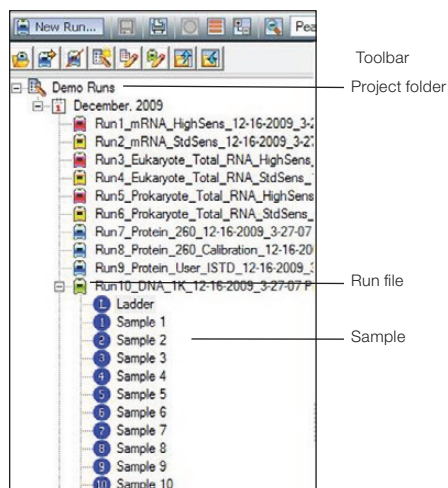 New Run... Pea
Toolbar
Demo Runs
Project folder
December, 2009
Run1_mRNA_HighSens_12-16-2009_3-2
Run2_mRNA_StdSens_12-16-2009_3-27
Run3_Eukaryote_Total_RNA_HighSens_
Run4_Eukaryote_Total_RNA_StdSens_
Run5_Prokaryote_Total_RNA_HighSens
Run6_Prokaryote_Total_RNA_StdSens_
Run7_Protein_260_12-16-2009_3-27-07
Run8_Protein_260_Calibration_12-16-20
Run9_Protein_User_ISTD_12-16-2009_3
Run10_DNA_1K_12-16-2009_3-27-07 P
Run file
L Ladder
1 Sample 1
2 Sample 2
Sample
3 Sample 3
4 Sample 4
5 Sample 5
6 Sample 6
7 Sample 7
8 Sample 8
9 Sample 9
10 Sample 10